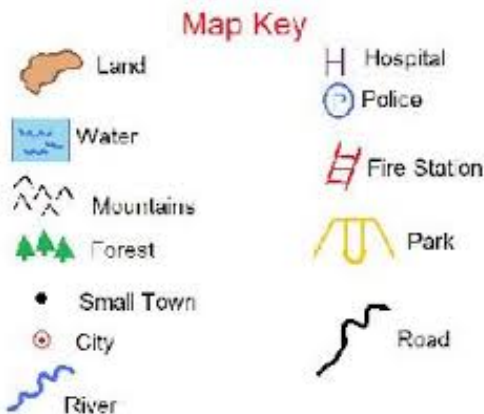 Map Key
Land
Water
Mountains
Forest
Small Town
City
River
H Hospital
P Police
Fire Station
Park
Road